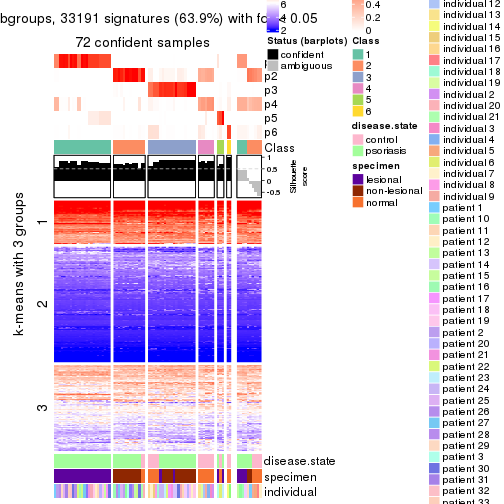 bgroups, 33191 signatures (63.9%) with fd < 0.05
72 confident samples
p2
p3
p4
p5
p6
Class
1
0.5
0
-0.5
-1
Silhouette
score
k-means with 3 groups
1
2
3
disease.state
specimen
individual
6
4
2
Status (barplots)
confident
ambiguous
0.4
0.2
0
Class
1
2
3
4
5
6
disease.state
control
psoriasis
specimen
lesional
non-lesional
normal
individual 12
individual 13
individual 14
individual 15
individual 16
individual 17
individual 18
individual 19
individual 2
individual 20
individual 21
individual 3
individual 4
individual 5
individual 6
individual 7
individual 8
individual 9
patient 1
patient 10
patient 11
patient 12
patient 13
patient 14
patient 15
patient 16
patient 17
patient 18
patient 19
patient 2
patient 20
patient 21
patient 22
patient 23
patient 24
patient 25
patient 26
patient 27
patient 28
patient 29
patient 3
patient 30
patient 31
patient 32
patient 33